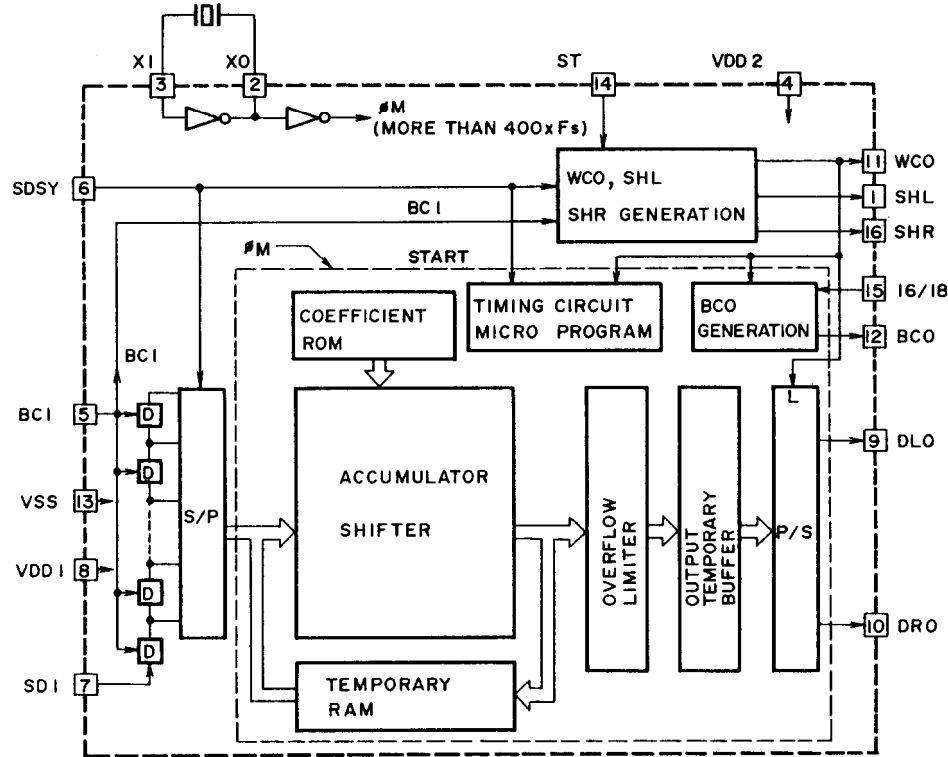 XI
XO
ST
VDD 2
3
2
14
4
øM
(MORE THAN 400xFs)
SDSY
6
WCO, SHL
SHR GENERATION
11
WCO
1
SHL
16
SHR
BCI
øM
START
COEFFICIENT
ROM
TIMING CIRCUIT
MICRO PROGRAM
BCO
GENERATION
15
16/18
12
BCO
BCI
BCI
5
D
D
D
D
S/P
ACCUMULATOR
SHIFTER
OVERFLOW
LIMITER
OUTPUT
TEMPORARY
BUFFER
L
P/S
9
DLO
VSS
13
VDD I
8
10
DRO
SDI
7
TEMPORARY
RAM